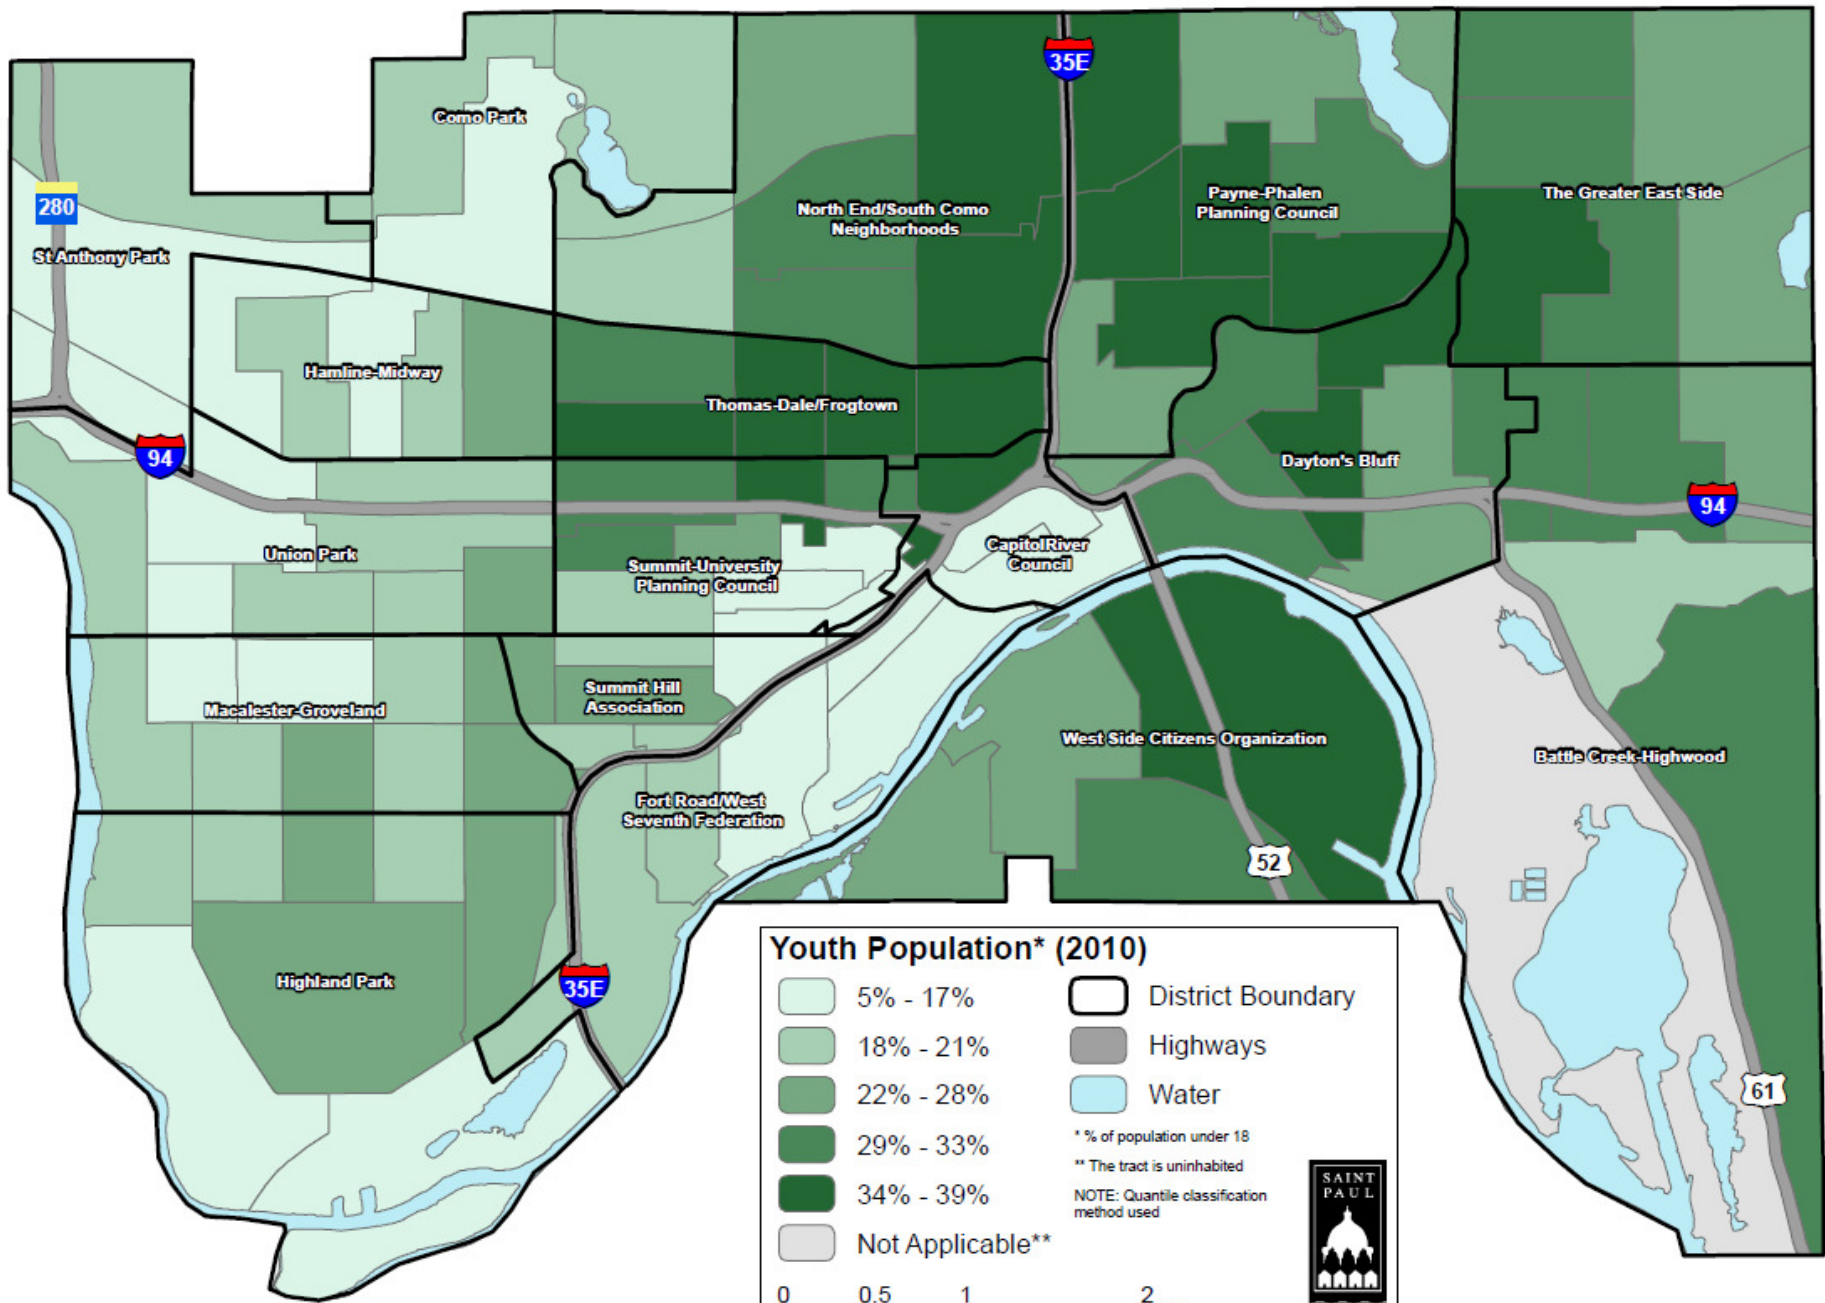 35E
Como Park
280
North End/South Como
Neighborhoods
Payne-Phalen
Planning Council
The Greater East Side
St Anthony Park
Hamline-Midway
Thomas-Dale/Frogtown
94
Dayton's Bluff
94
Union Park
Summit-University
Planning Council
CapitolRiver
Council
Summit Hill
Association
Macalester-Groveland
West Side Citizens Organization
Battle Creek-Highwood
Fort Road/West
Seventh Federation
52
Highland Park
35E
61
Youth Population* (2010)
5% - 17%
18% - 21%
22% - 28%
29% - 33%
34% - 39%
Not Applicable**
District Boundary
Highways
Water
* % of population under 18
** The tract is uninhabited
NOTE: Quantile classification
method used
SAINT
PAUL
0 0.5 1 2